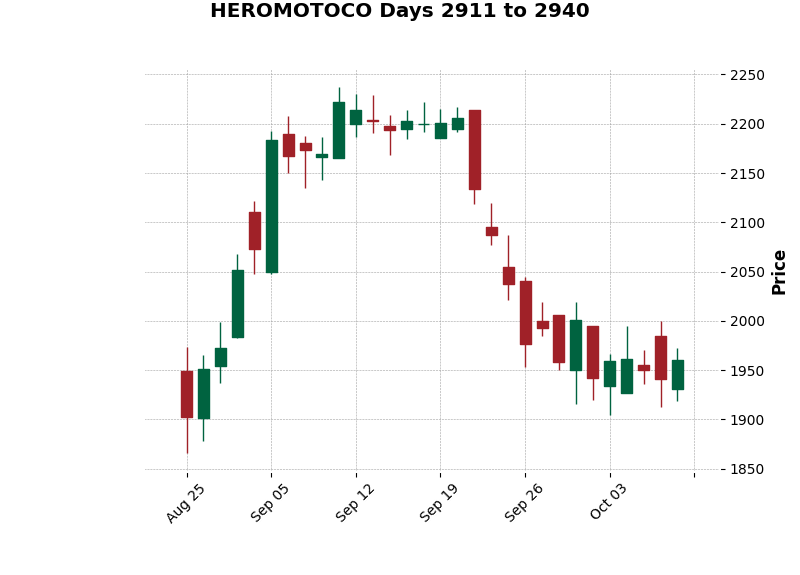 HEROMOTOCO Days 2911 to 2940
2250
2200
2150
2100
2050
2000
1950
1900
1850
Price
Aug 25
Sep 05
Sep 12
Sep 19
Sep 26
Oct 03